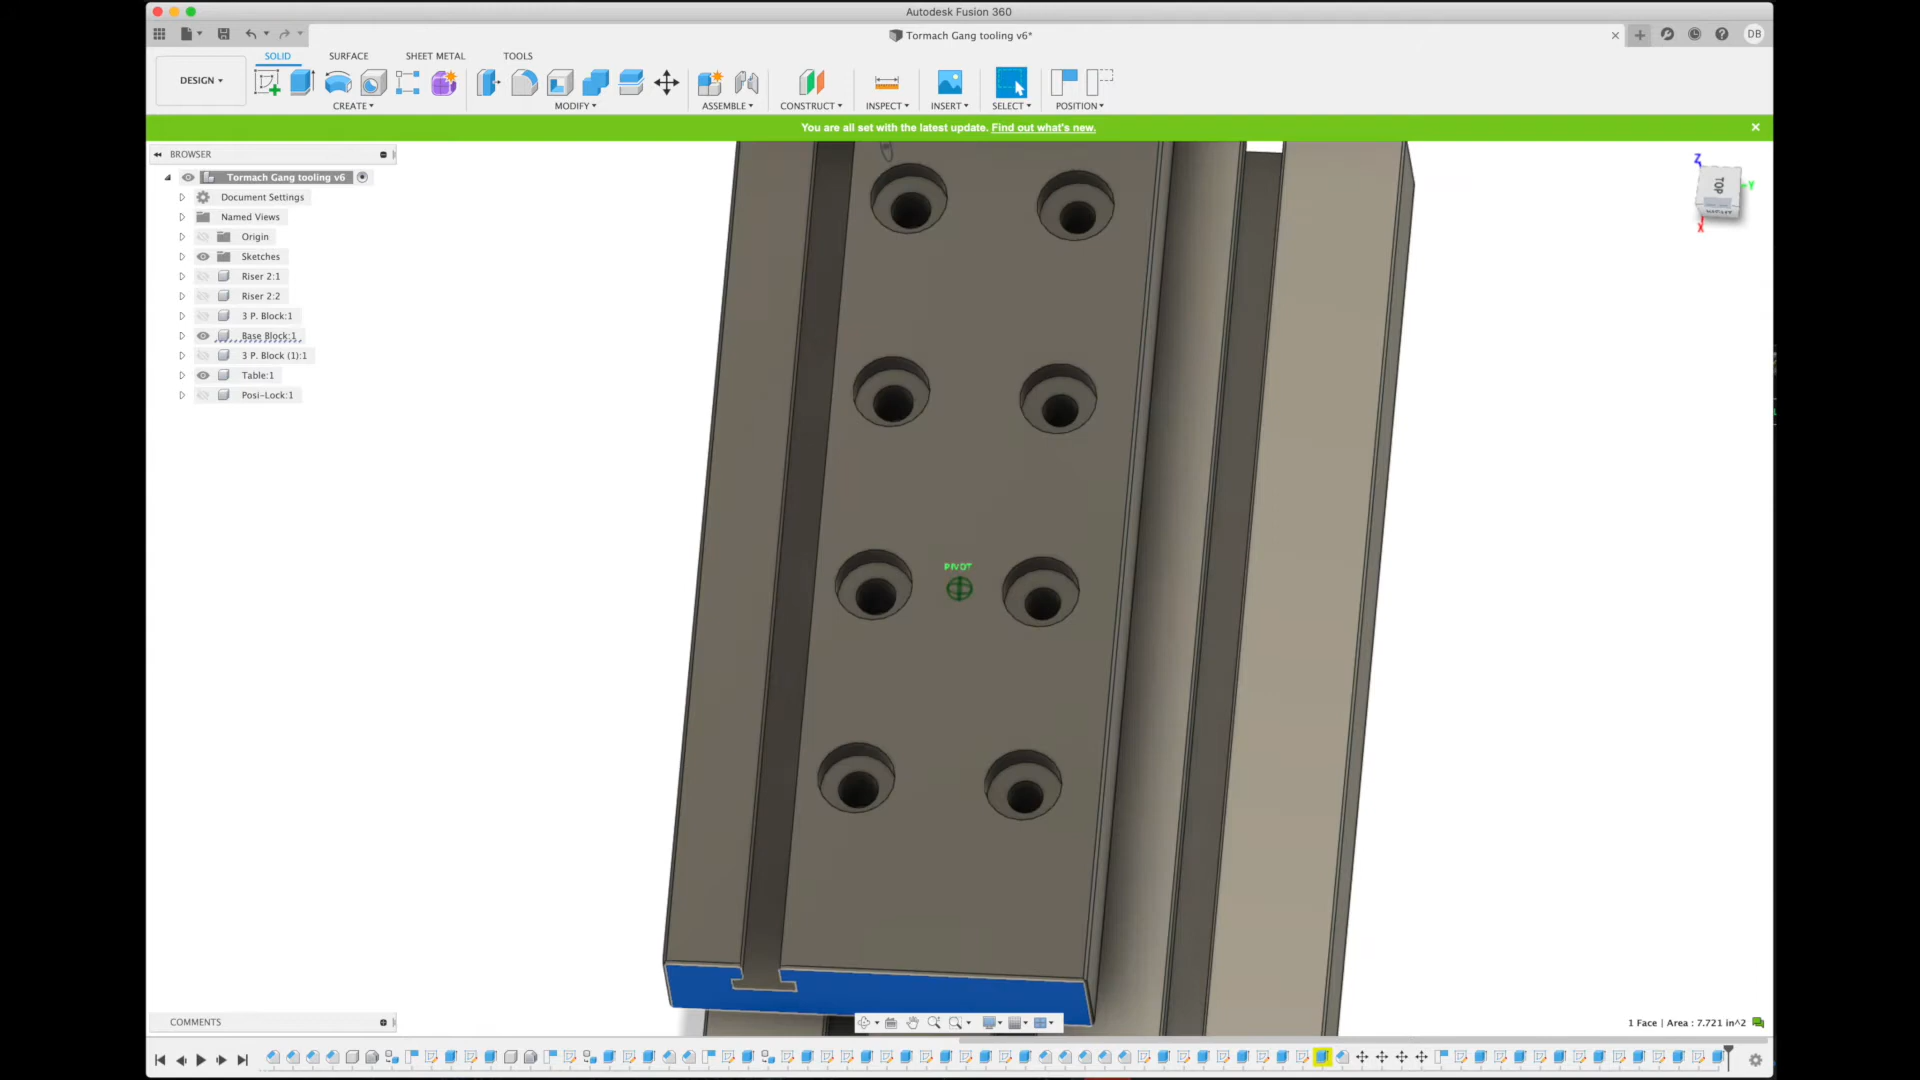 Autodesk Fusion 360
Tormach Gang tooling v6*
DB
DESIGN
SOLID
SURFACE
SHEET METAL
TOOLS
CREATE
MODIFY
ASSEMBLE
CONSTRUCT
INSPECT
INSERT
SELECT
POSITION
You are all set with the latest update. Find out what's new.
BROWSER
Tormach Gang tooling v6
Document Settings
Named Views
Origin
Sketches
Riser 2:1
Riser 2:2
3 P. Block:1
Base Block:1
3 P. Block (1):1
Table:1
Posi-Lock:1
Z
TOP
Y
RIGHT
X
PIVOT
COMMENTS
1 Face | Area : 7.721 in^2